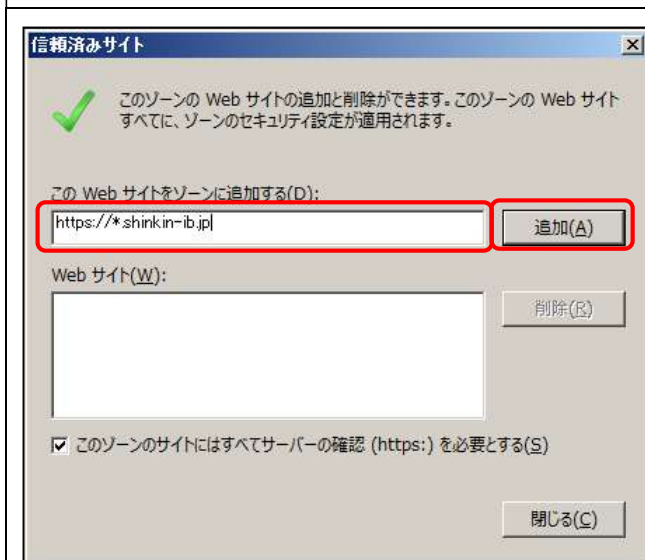 信頼済みサイト
このゾーンの Web サイトの追加と削除ができます。このゾーンの Web サイト
すべてに、ゾーンのセキュリティ設定が適用されます。
この Web サイトをゾーンに追加する(D):
https://*.shinkin-ib.jp
追加(A)
Web サイト(W):
削除(R)
このゾーンのサイトにはすべてサーバーの確認 (https:) を必要とする(S)
閉じる(C)